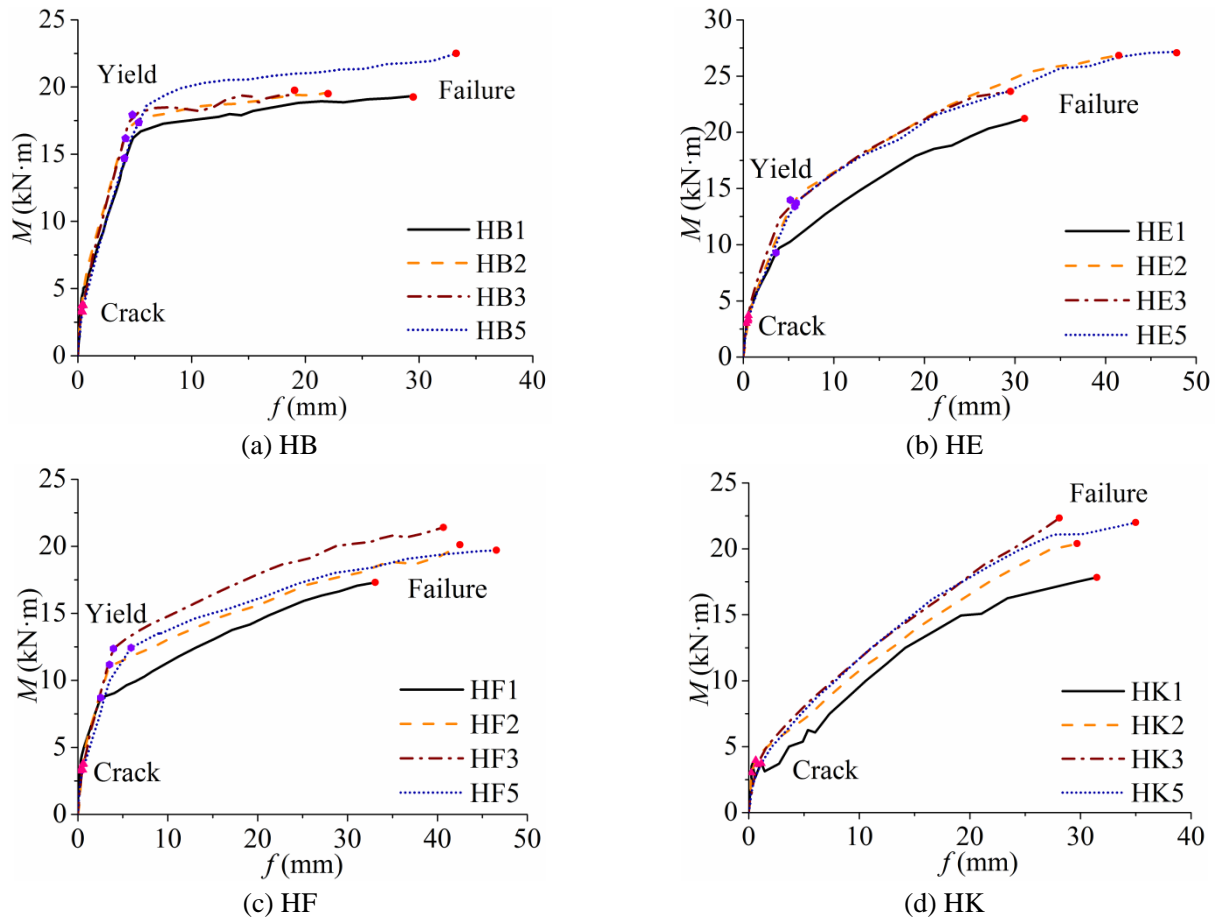 25
20
15
10
5
0
M (kN·m)
Yield
Failure
Crack
HB1
HB2
HB3
HB5
0
10
20
30
40
f (mm)
(a) HB
30
25
20
15
10
5
0
M (kN·m)
Yield
Failure
Crack
HE1
HE2
HE3
HE5
0
10
20
30
40
50
f (mm)
(b) HE
25
20
15
10
5
0
M (kN·m)
Yield
Failure
Crack
HF1
HF2
HF3
HF5
0
10
20
30
40
50
f (mm)
(c) HF
25
20
15
10
5
0
M (kN·m)
Failure
Crack
HK1
HK2
HK3
HK5
0
10
20
30
40
f (mm)
(d) HK